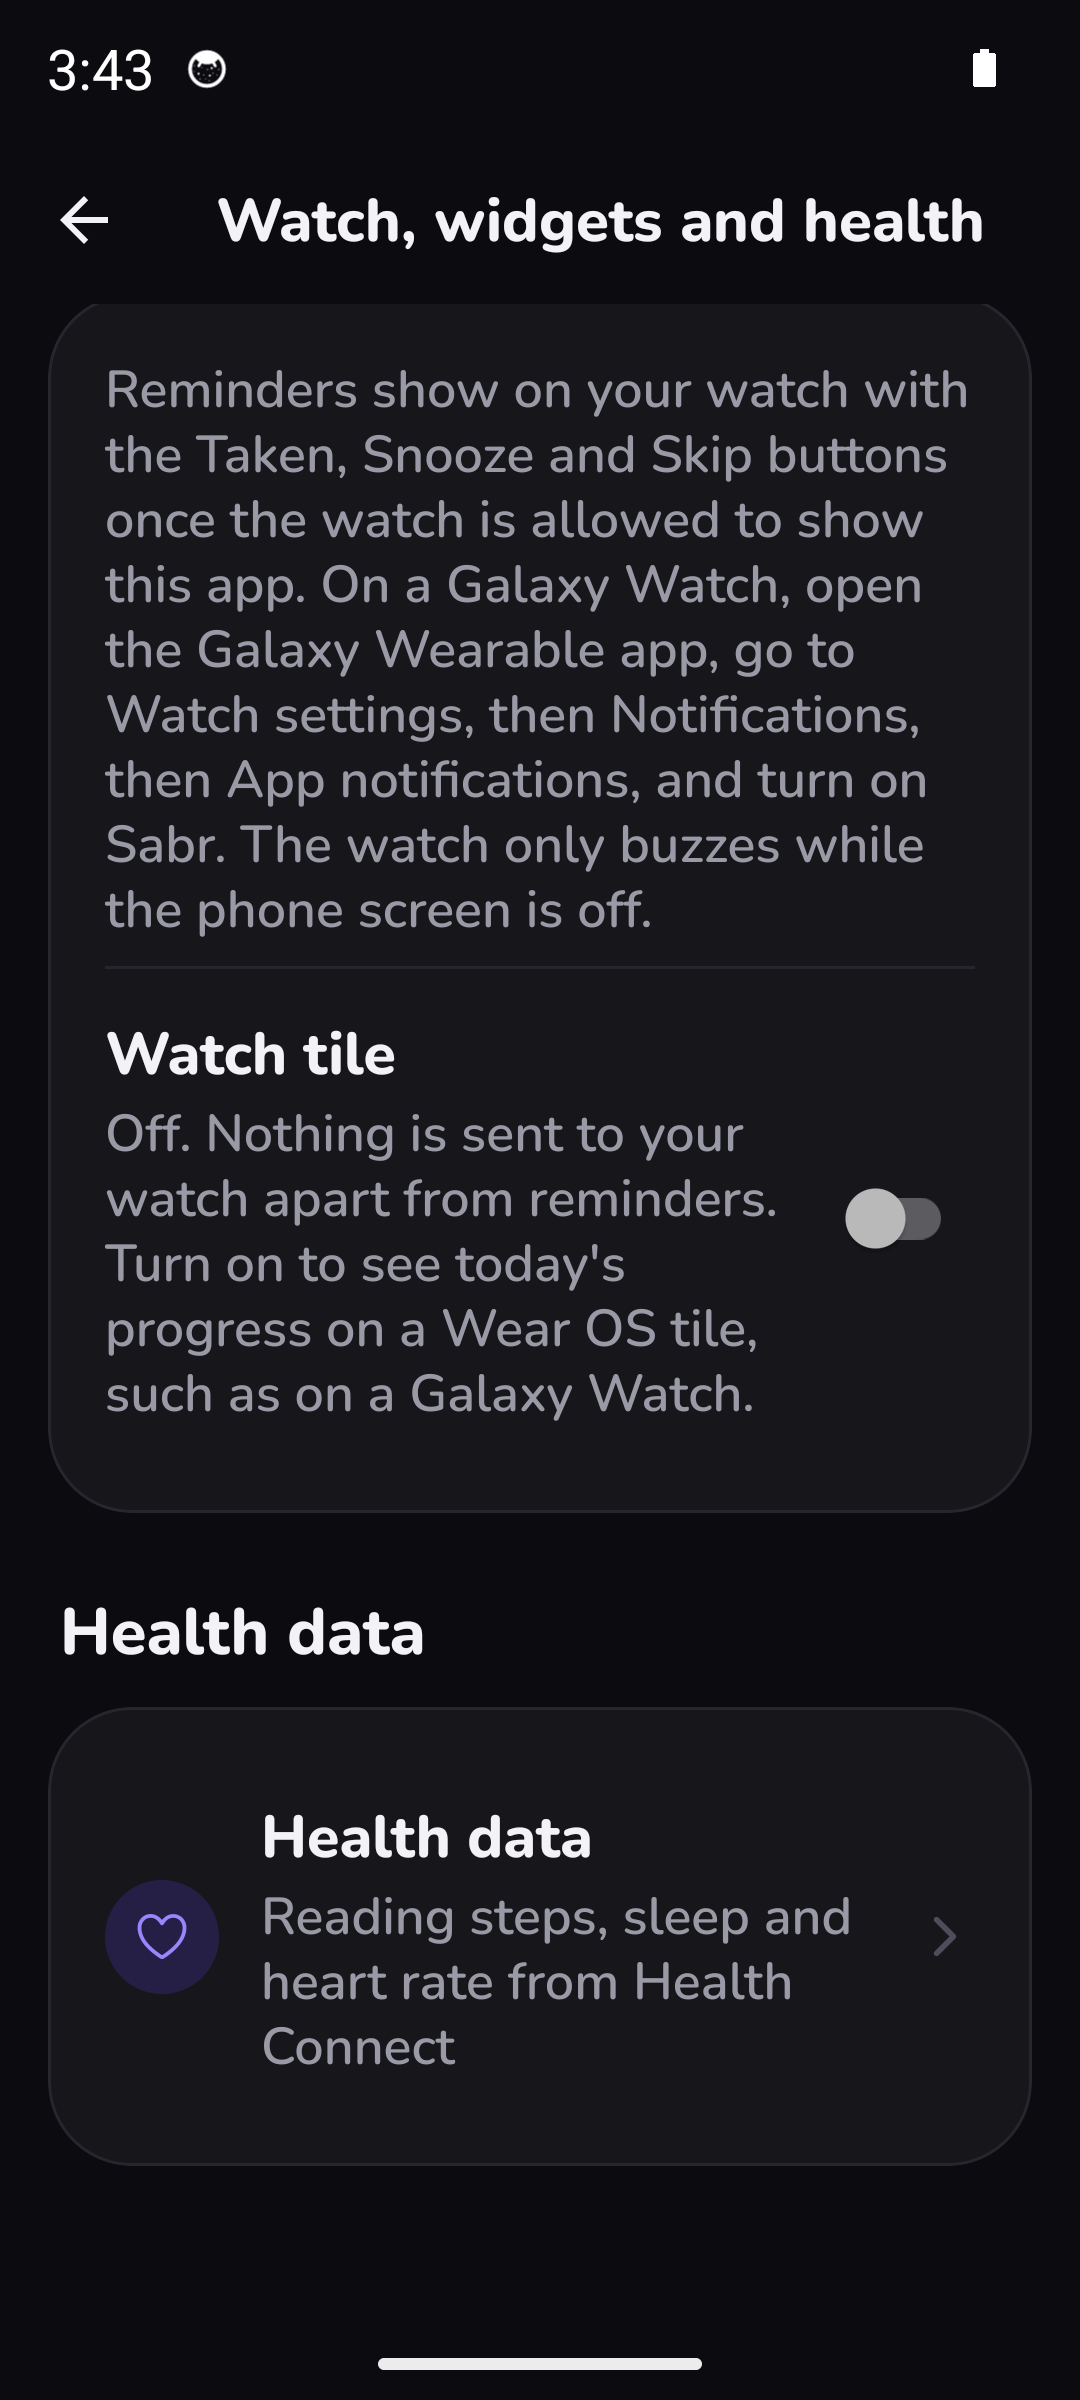 3:43
Watch, widgets and health
Reminders show on your watch with
the Taken, Snooze and Skip buttons
once the watch is allowed to show
this app. On a Galaxy Watch, open
the Galaxy Wearable app, go to
Watch settings, then Notifications,
then App notifications, and turn on
Sabr. The watch only buzzes while
the phone screen is off.
Watch tile
Off. Nothing is sent to your
watch apart from reminders.
Turn on to see today's
progress on a Wear OS tile,
such as on a Galaxy Watch.
Health data
Health data
Reading steps, sleep and
heart rate from Health
Connect